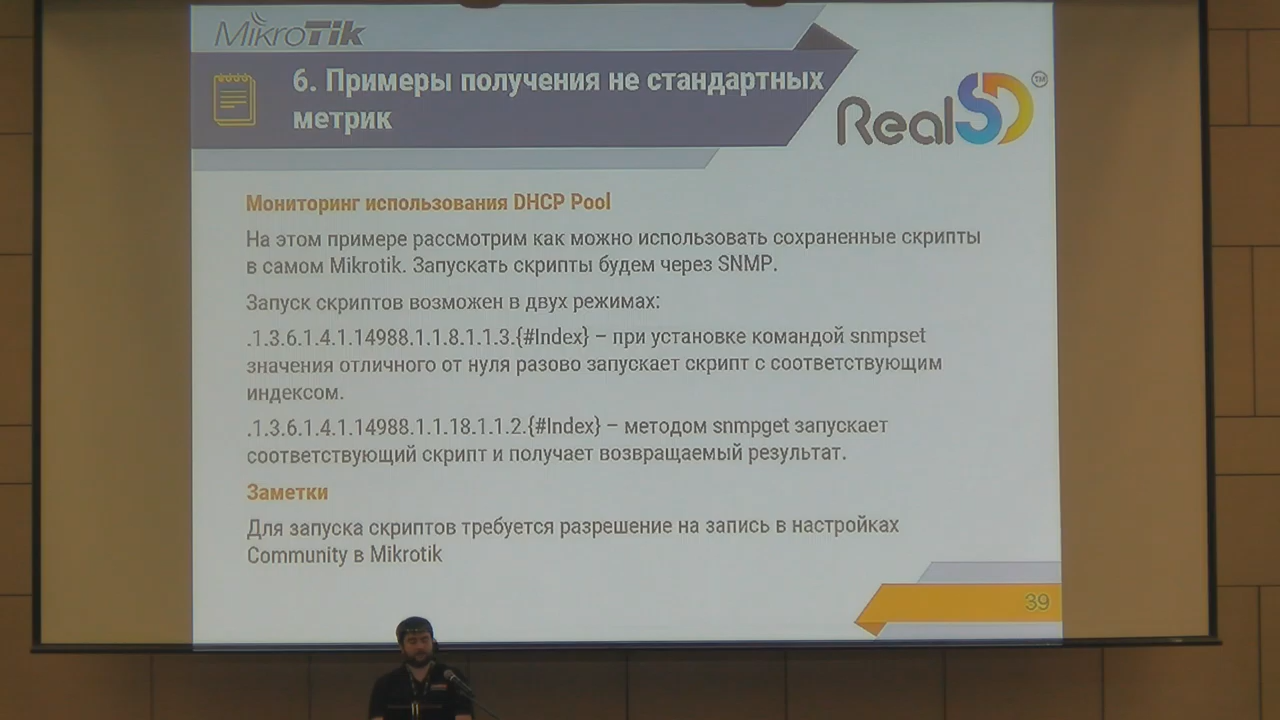 MikroTik
6. Примеры получения не стандартных
метрик
RealSD
TM
Мониторинг использования DHCP Pool
На этом примере рассмотрим как можно использовать сохраненные скрипты
в самом Mikrotik. Запускать скрипты будем через SNMP.
Запуск скриптов возможен в двух режимах:
.1.3.6.1.4.1.14988.1.1.8.1.1.3.{#Index} – при установке командой snmpset
значения отличного от нуля разово запускает скрипт с соответствующим
индексом.
.1.3.6.1.4.1.14988.1.1.18.1.1.2.{#Index} – методом snmpget запускает
соответствующий скрипт и получает возвращаемый результат.
Заметки
Для запуска скриптов требуется разрешение на запись в настройках
Community в Mikrotik
39